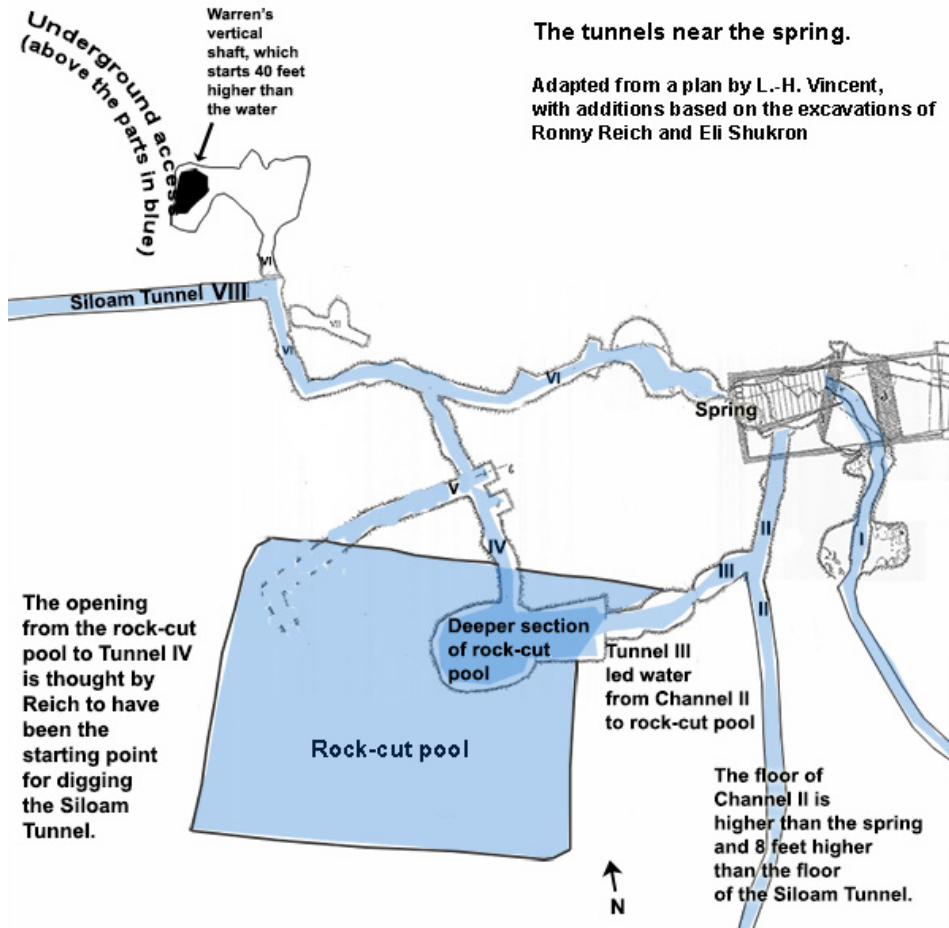 Underground access
(above the parts in blue)
Warren's
vertical
shaft, which
starts 40 feet
higher than
the water
The tunnels near the spring.
Adapted from a plan by L.-H. Vincent,
with additions based on the excavations of
Ronny Reich and Eli Shukron
VI
Siloam Tunnel VIII
VII
VI
VI
Spring
V
IV
II
I
III
II
The opening
from the rock-cut
pool to Tunnel IV
is thought by
Reich to have
been the
starting point
for digging
the Siloam
Tunnel.
Deeper section
of rock-cut
pool
Tunnel III
led water
from Channel II
to rock-cut pool
Rock-cut pool
The floor of
Channel II is
higher than the spring
and 8 feet higher
than the floor
of the Siloam Tunnel.
N